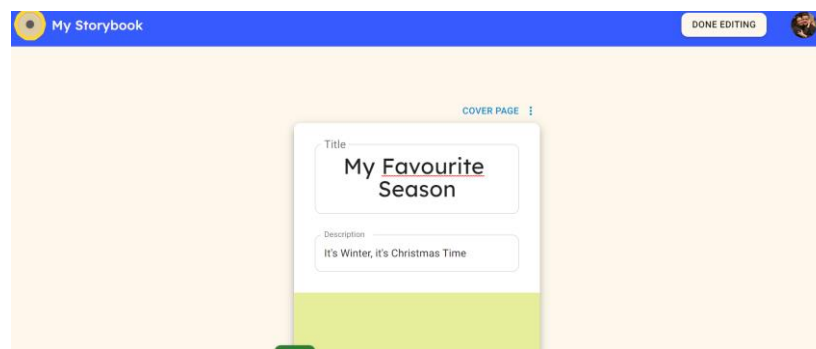 My Storybook
DONE EDITING
COVER PAGE
Title
My Favourite
Season
Description
It's Winter, it's Christmas Time